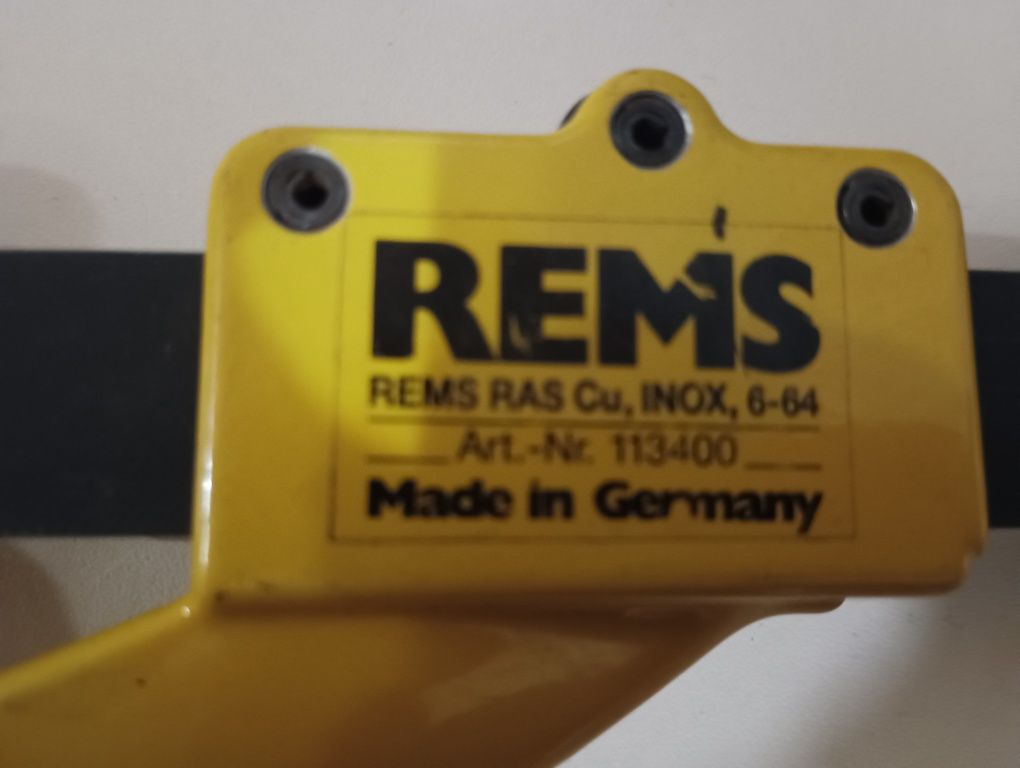 REMS
REMS RAS Cu, INOX, 6-64
Art.-Nr. 113400
Made in Germany